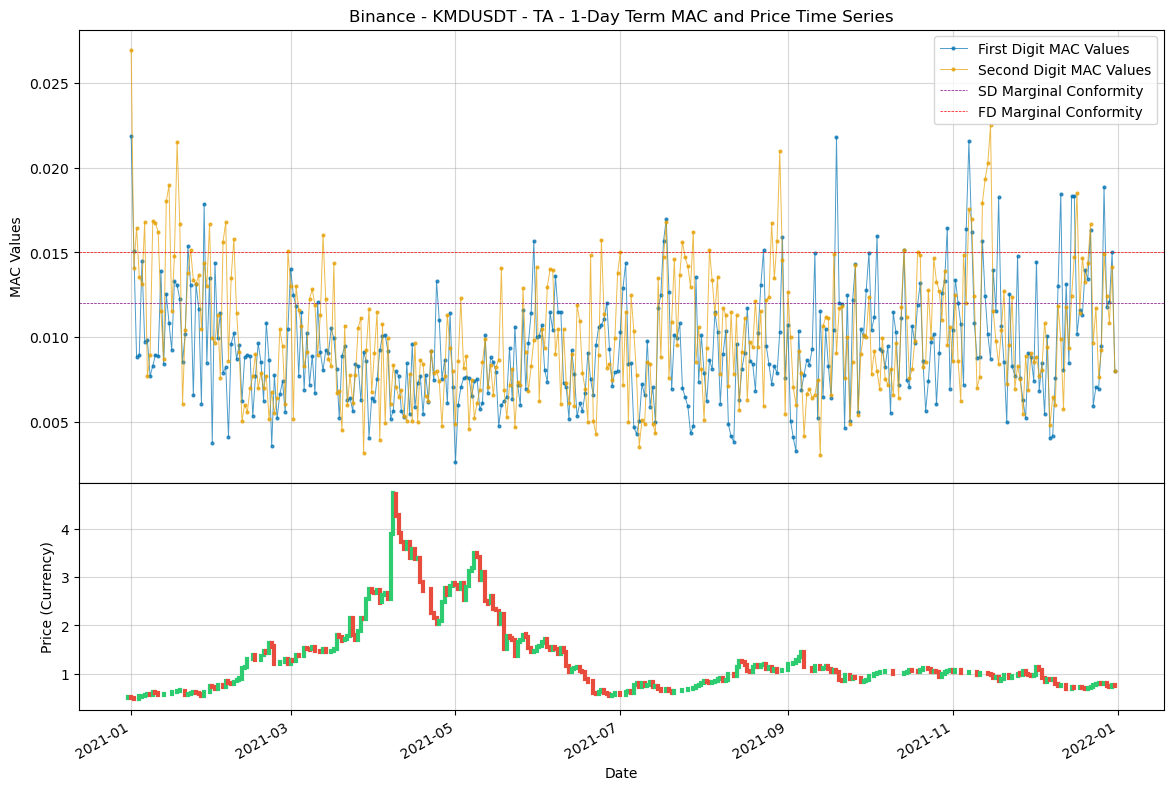 Binance - KMDUSDT - TA - 1-Day Term MAC and Price Time Series
First Digit MAC Values
Second Digit MAC Values
SD Marginal Conformity
FD Marginal Conformity
MAC Values
0.025
0.020
0.015
0.010
0.005
Price (Currency)
4
3
2
1
2021-01
2021-03
2021-05
2021-07
2021-09
2021-11
2022-01
Date